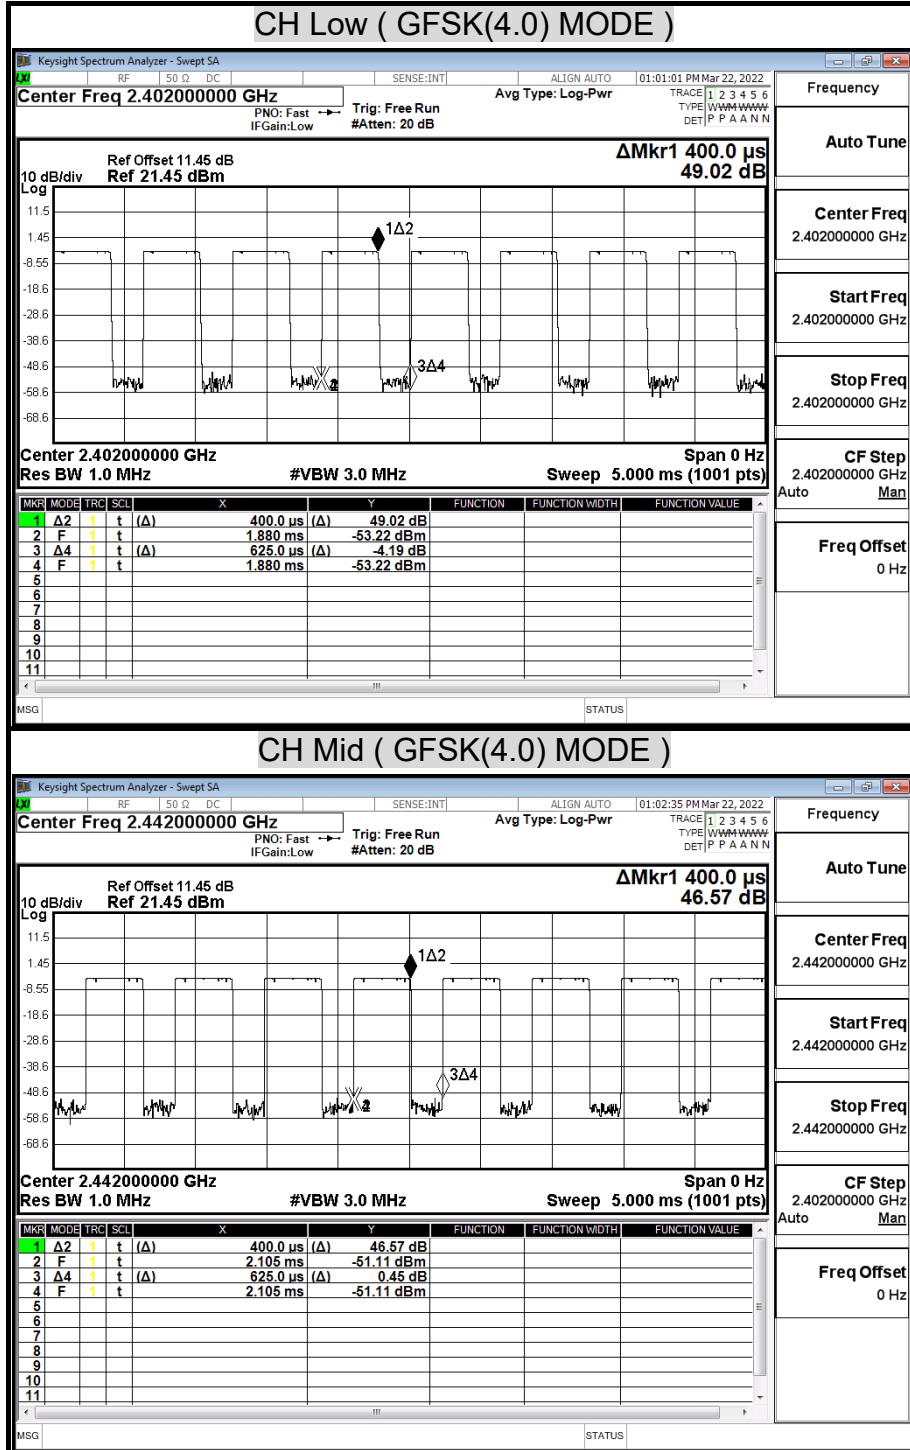 CH Low ( GFSK(4.0) MODE )
Keysight Spectrum Analyzer - Swept SA
LXI RF 50 Ω DC SENSE:INT ALIGN AUTO 01:01:01 PM Mar 22, 2022
Center Freq 2.402000000 GHz
Avg Type: Log-Pwr
TRACE 1 2 3 4 5 6
PNO: Fast Trig: Free Run
TYPE WWMWWWW
IFGain:Low #Atten: 20 dB
DET P P A A N N
ΔMkr1 400.0 µs
49.02 dB
Ref Offset 11.45 dB
10 dB/div Ref 21.45 dBm
Log
11.5
1.45
-8.55
-18.6
-28.6
-38.6
-48.6
-58.6
-68.6
1Δ2
3Δ4
Center 2.402000000 GHz Span 0 Hz
Res BW 1.0 MHz #VBW 3.0 MHz Sweep 5.000 ms (1001 pts)
MKR MODE TRC SCL X Y FUNCTION FUNCTION WIDTH FUNCTION VALUE
1 Δ2 1 t (Δ) 400.0 µs (Δ) 49.02 dB
2 F 1 t 1.880 ms -53.22 dBm
3 Δ4 1 t (Δ) 625.0 µs (Δ) -4.19 dB
4 F 1 t 1.880 ms -53.22 dBm
5
6
7
8
9
10
11
MSG STATUS
Frequency
Auto Tune
Center Freq
2.402000000 GHz
Start Freq
2.402000000 GHz
Stop Freq
2.402000000 GHz
CF Step
2.402000000 GHz
Auto Man
Freq Offset
0 Hz
CH Mid ( GFSK(4.0) MODE )
Keysight Spectrum Analyzer - Swept SA
LXI RF 50 Ω DC SENSE:INT ALIGN AUTO 01:02:35 PM Mar 22, 2022
Center Freq 2.442000000 GHz
Avg Type: Log-Pwr
TRACE 1 2 3 4 5 6
PNO: Fast Trig: Free Run
TYPE WWMWWWW
IFGain:Low #Atten: 20 dB
DET P P A A N N
ΔMkr1 400.0 µs
46.57 dB
Ref Offset 11.45 dB
10 dB/div Ref 21.45 dBm
Log
11.5
1.45
-8.55
-18.6
-28.6
-38.6
-48.6
-58.6
-68.6
1Δ2
3Δ4
Center 2.442000000 GHz Span 0 Hz
Res BW 1.0 MHz #VBW 3.0 MHz Sweep 5.000 ms (1001 pts)
MKR MODE TRC SCL X Y FUNCTION FUNCTION WIDTH FUNCTION VALUE
1 Δ2 1 t (Δ) 400.0 µs (Δ) 46.57 dB
2 F 1 t 2.105 ms -51.11 dBm
3 Δ4 1 t (Δ) 625.0 µs (Δ) 0.45 dB
4 F 1 t 2.105 ms -51.11 dBm
5
6
7
8
9
10
11
MSG STATUS
Frequency
Auto Tune
Center Freq
2.442000000 GHz
Start Freq
2.442000000 GHz
Stop Freq
2.442000000 GHz
CF Step
2.402000000 GHz
Auto Man
Freq Offset
0 Hz